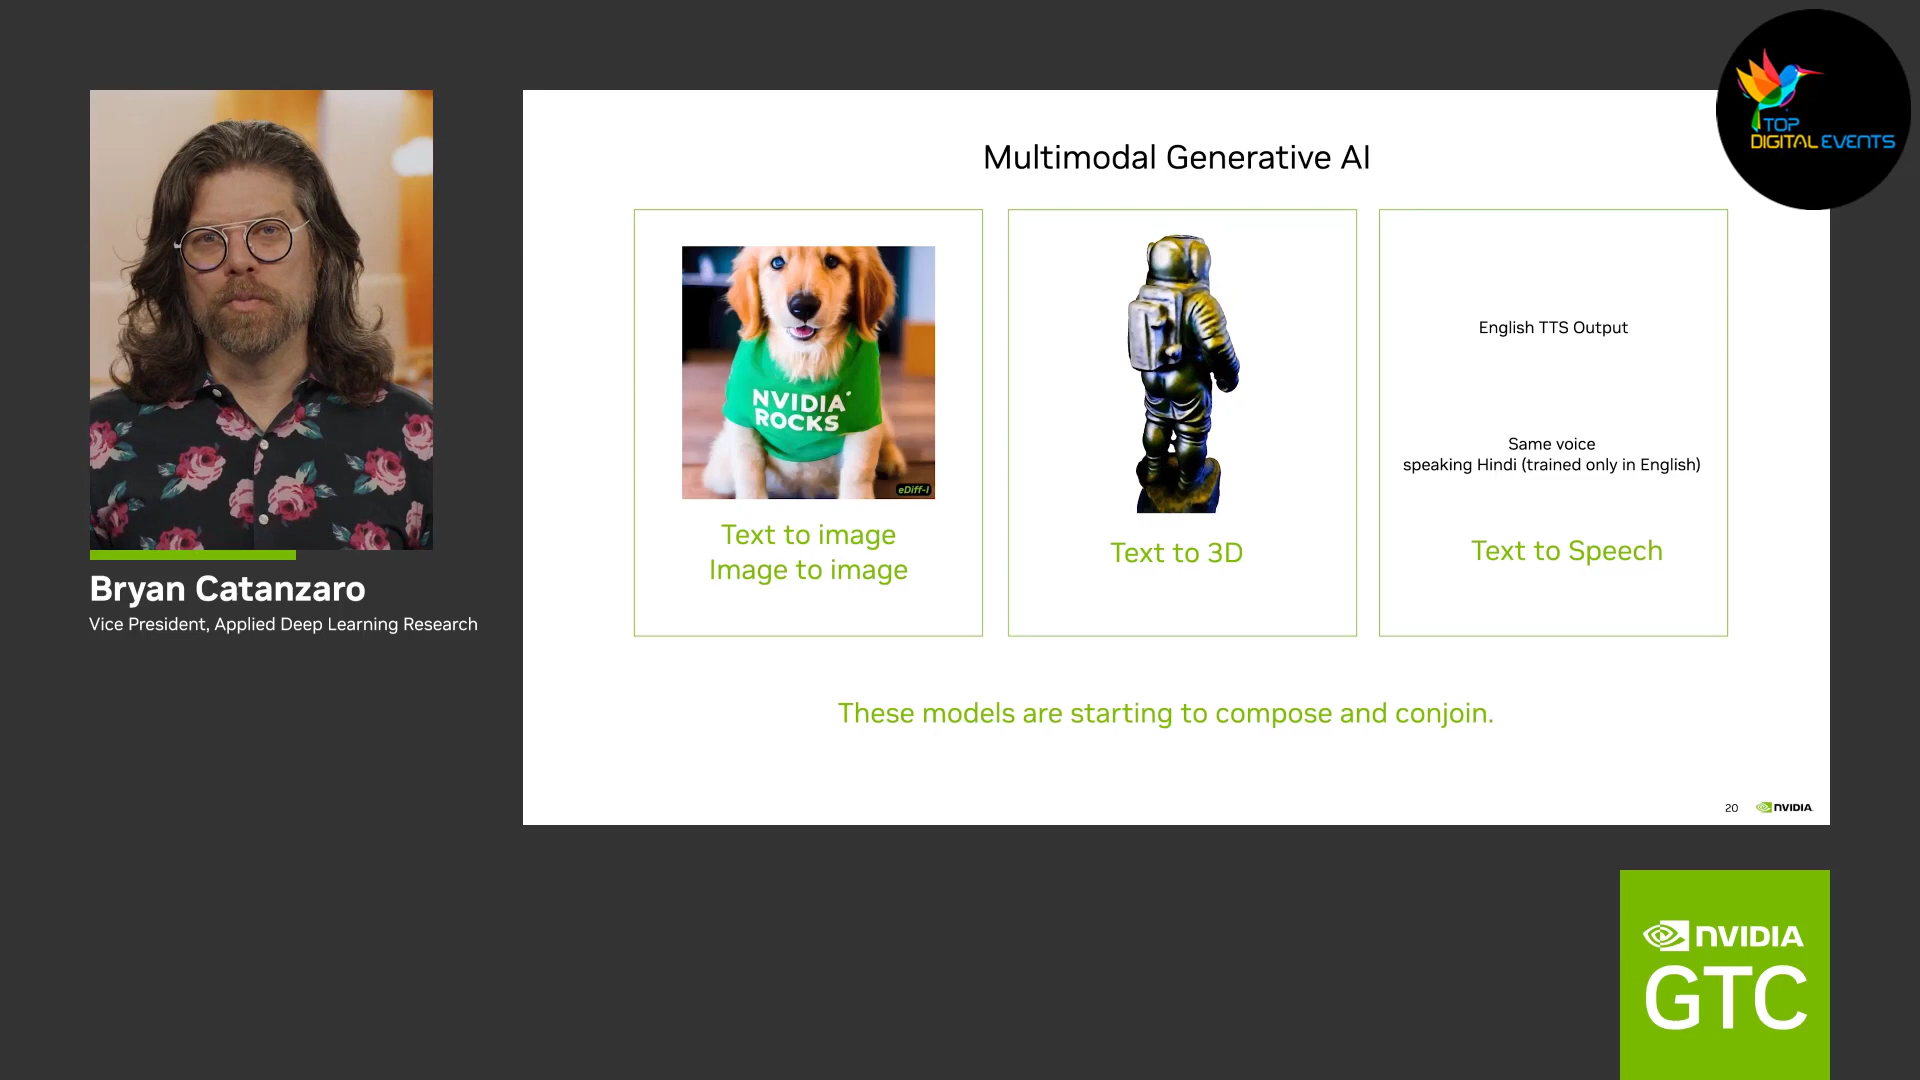 TOP
DIGITAL EVENTS
Multimodal Generative AI
NVIDIA
ROCKS
eDiff-I
Text to image
Image to image
Text to 3D
English TTS Output
Same voice
speaking Hindi (trained only in English)
Text to Speech
These models are starting to compose and conjoin.
20
NVIDIA
Bryan Catanzaro
Vice President, Applied Deep Learning Research
NVIDIA
GTC